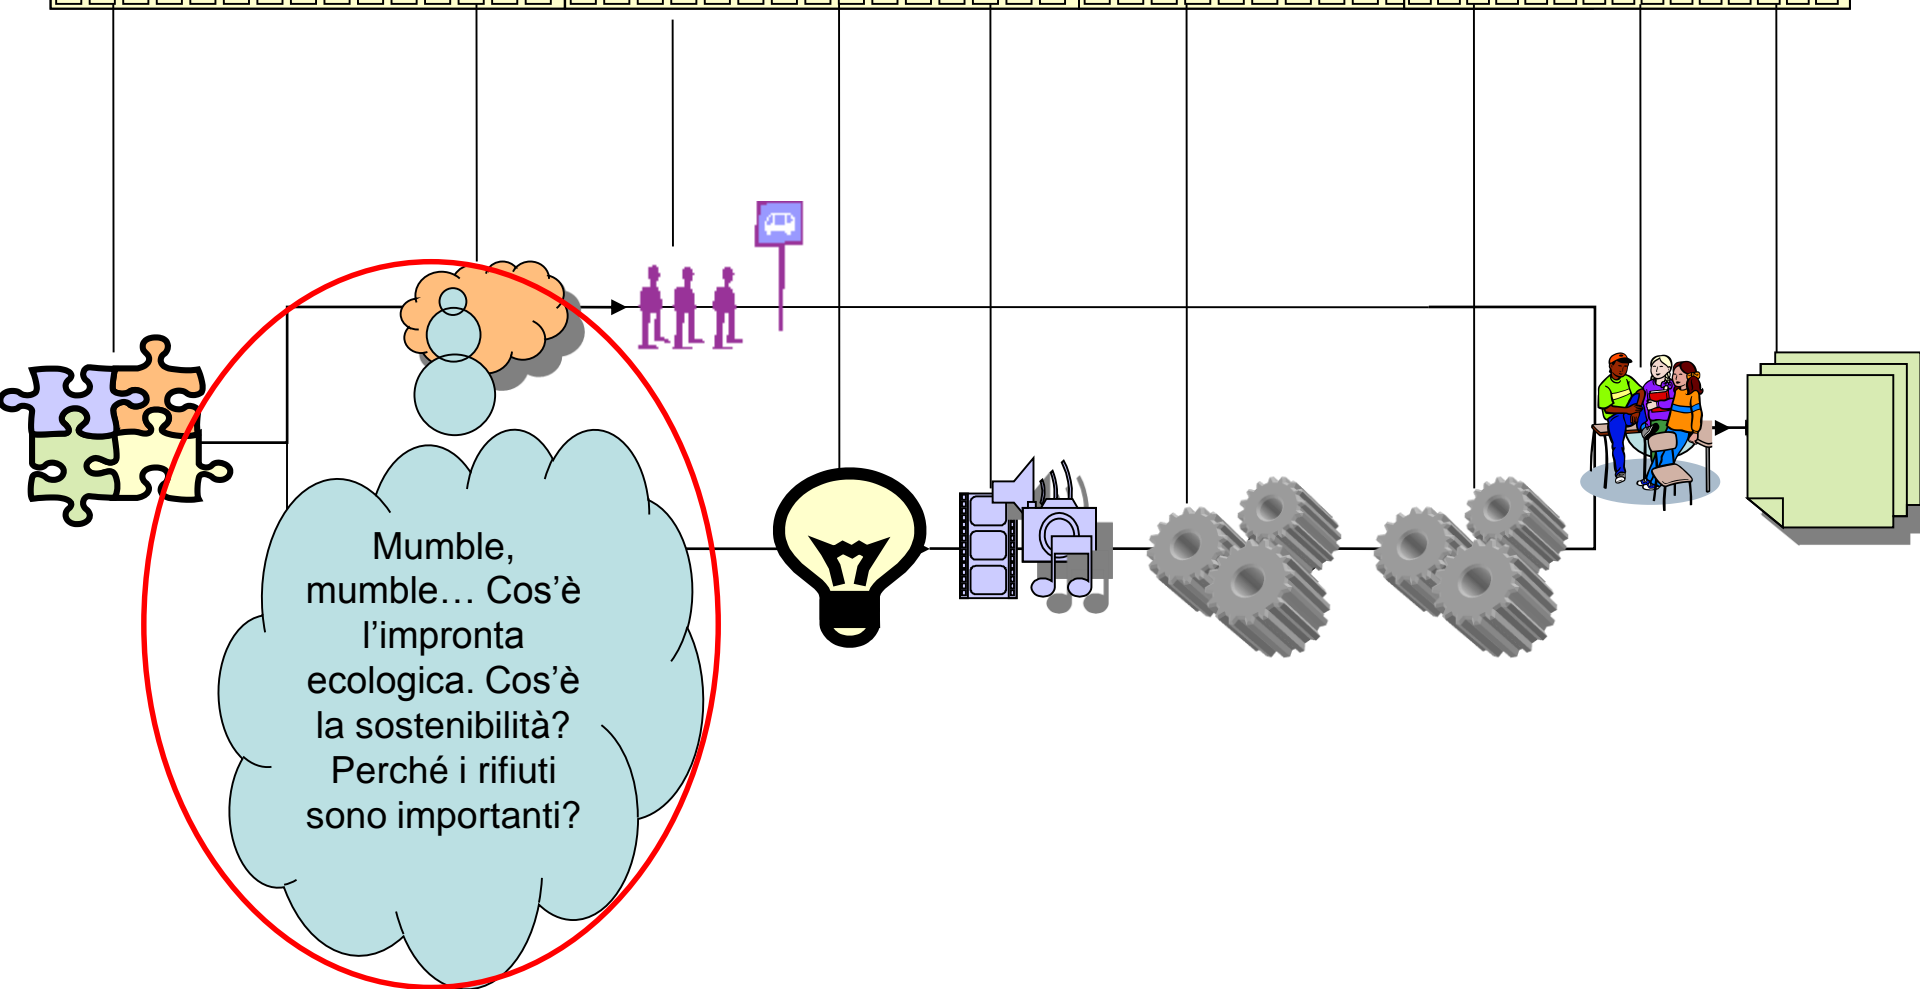 Mumble,
mumble… Cos’è
l’impronta
ecologica. Cos’è
la sostenibilità?
Perché i rifiuti
sono importanti?